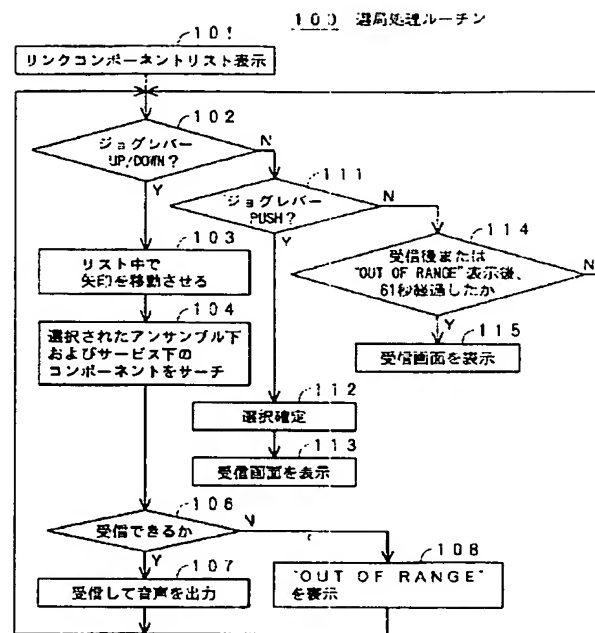 100 選局処理ルーチン
101
リンクコンポーネントリスト表示
102
ジョグレバー
UP/DOWN?
N
Y
111
ジョグレバー
PUSH?
N
Y
114
受信後または
"OUT OF RANGE"表示後、
61秒経過したか
N
Y
115
受信画面を表示
103
リスト中で
矢印を移動させる
104
選択されたアンサンブル下
およびサービス下の
コンポーネントをサーチ
112
選択確定
113
受信画面を表示
106
受信できるか
N
Y
107
受信して音声を出力
108
"OUT OF RANGE"
を表示